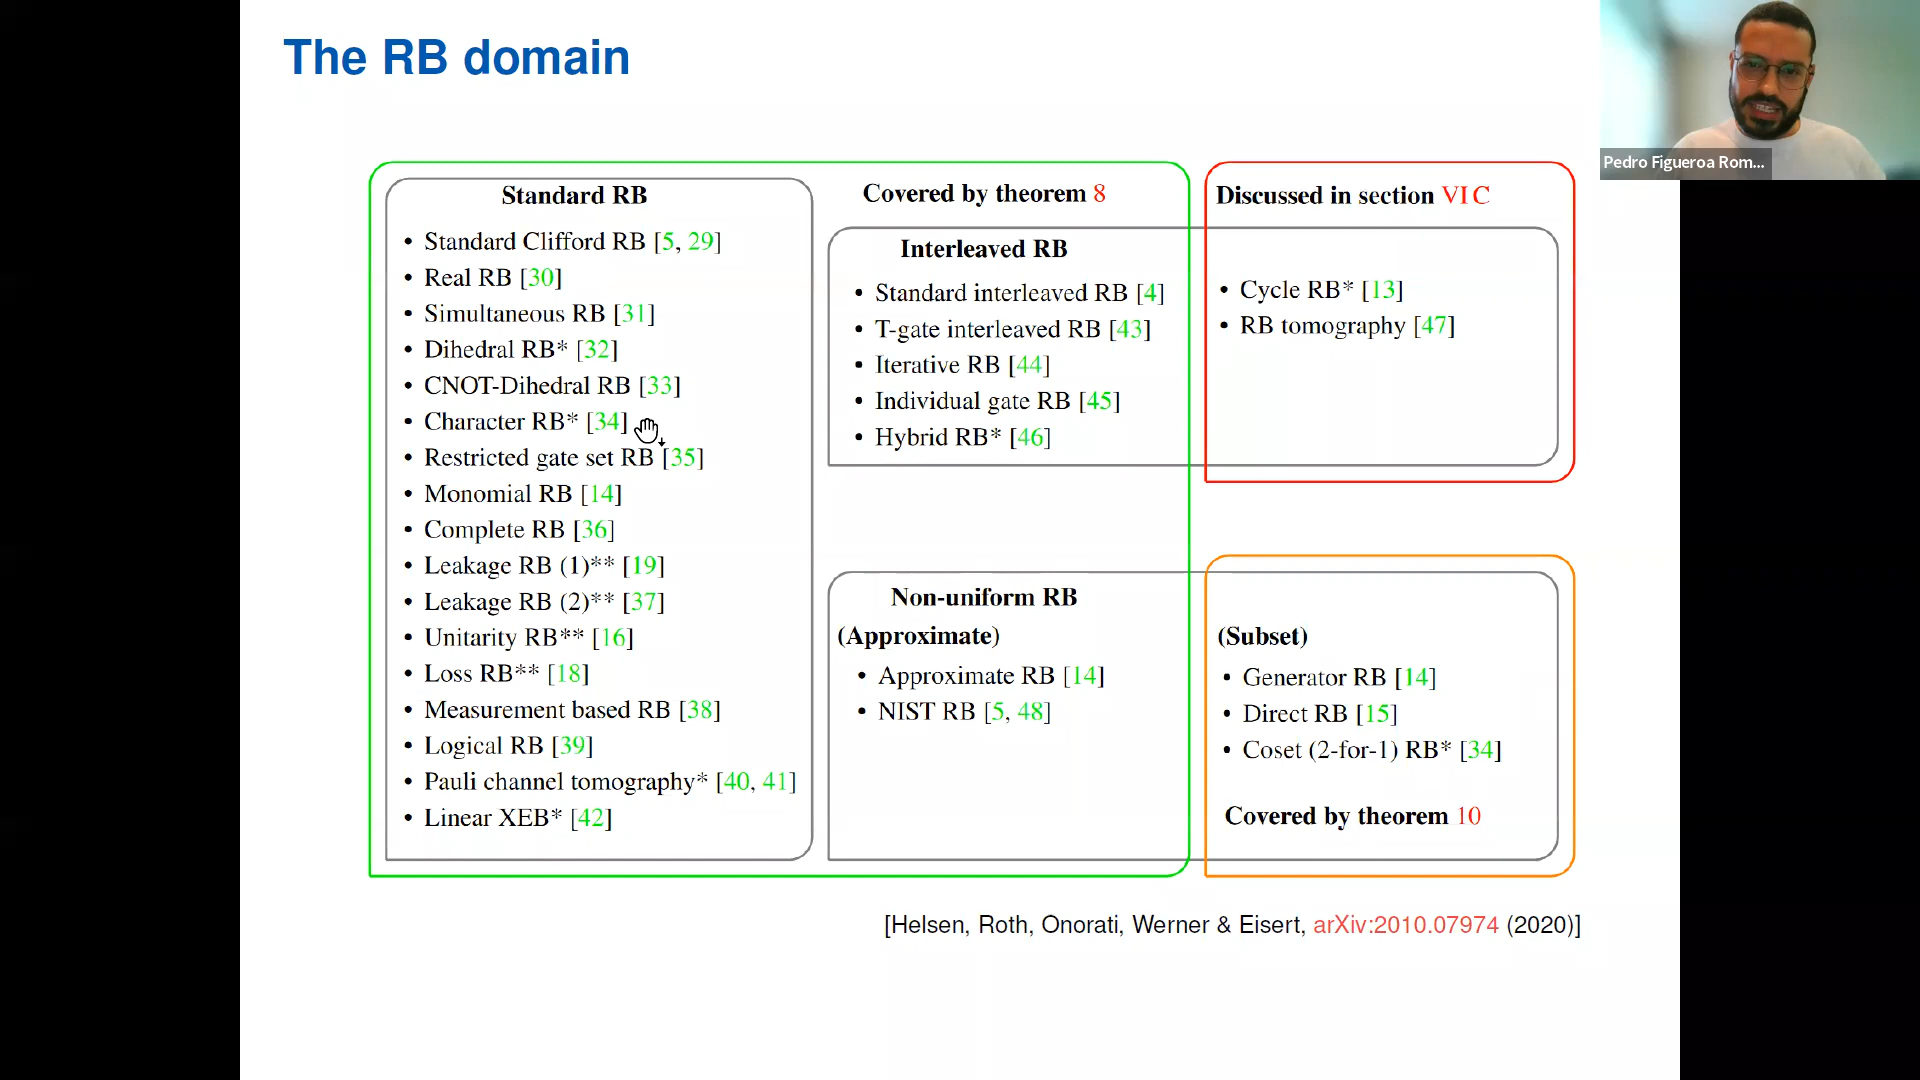 The RB domain
Pedro Figueroa Rom...
Standard RB
• Standard Clifford RB [5, 29]
• Real RB [30]
• Simultaneous RB [31]
• Dihedral RB* [32]
• CNOT-Dihedral RB [33]
• Character RB* [34]
• Restricted gate set RB [35]
• Monomial RB [14]
• Complete RB [36]
• Leakage RB (1)** [19]
• Leakage RB (2)** [37]
• Unitarity RB** [16]
• Loss RB** [18]
• Measurement based RB [38]
• Logical RB [39]
• Pauli channel tomography* [40, 41]
• Linear XEB* [42]
Covered by theorem 8
Interleaved RB
• Standard interleaved RB [4]
• T-gate interleaved RB [43]
• Iterative RB [44]
• Individual gate RB [45]
• Hybrid RB* [46]
Discussed in section VI C
• Cycle RB* [13]
• RB tomography [47]
Non-uniform RB
(Approximate)
• Approximate RB [14]
• NIST RB [5, 48]
(Subset)
• Generator RB [14]
• Direct RB [15]
• Coset (2-for-1) RB* [34]
Covered by theorem 10
[Helsen, Roth, Onorati, Werner & Eisert, arXiv:2010.07974 (2020)]